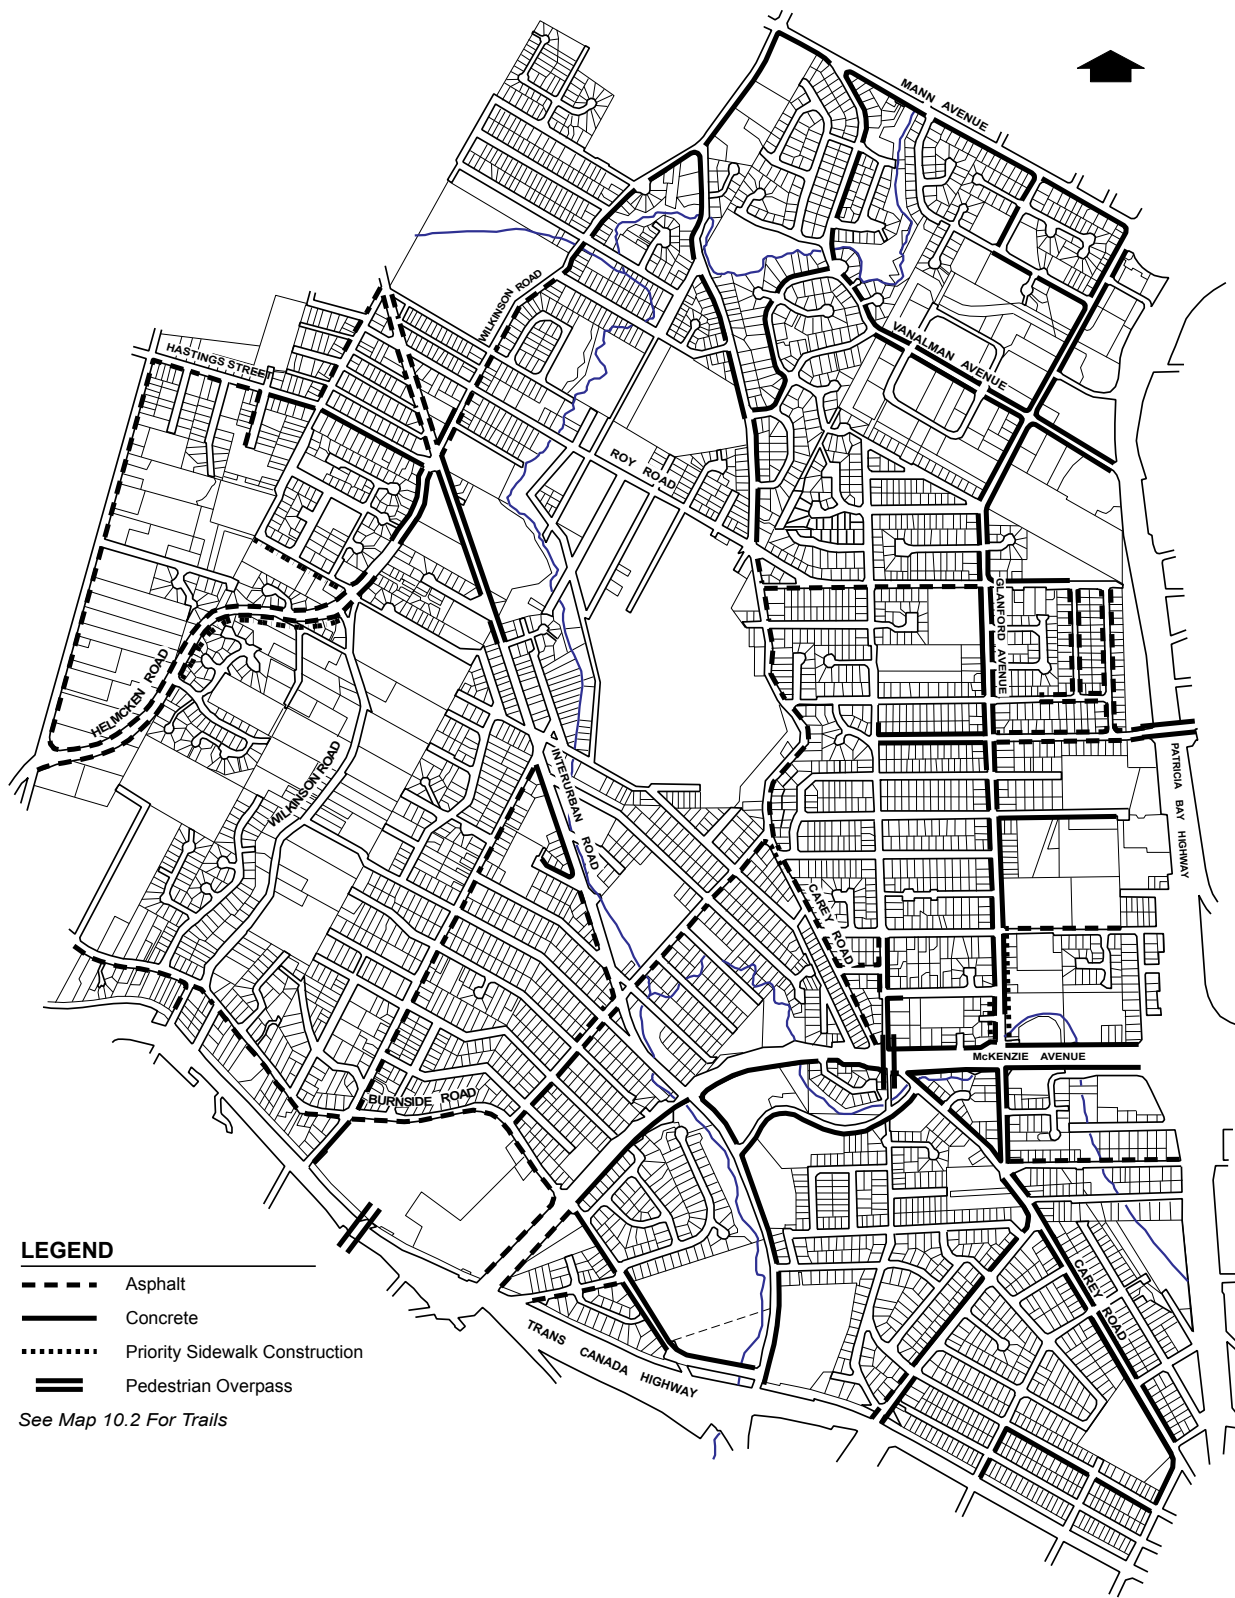 MANN AVENUE
WILKINSON ROAD
HASTINGS STREET
VANALMAN AVENUE
ROY ROAD
GLANFORD AVENUE
HELMCKEN ROAD
WILKINSON ROAD
INTERURBAN ROAD
PATRICIA BAY HIGHWAY
CAREY ROAD
McKENZIE AVENUE
BURNSIDE ROAD
CAREY ROAD
TRANS CANADA HIGHWAY
LEGEND
Asphalt
Concrete
Priority Sidewalk Construction
Pedestrian Overpass
See Map 10.2 For Trails